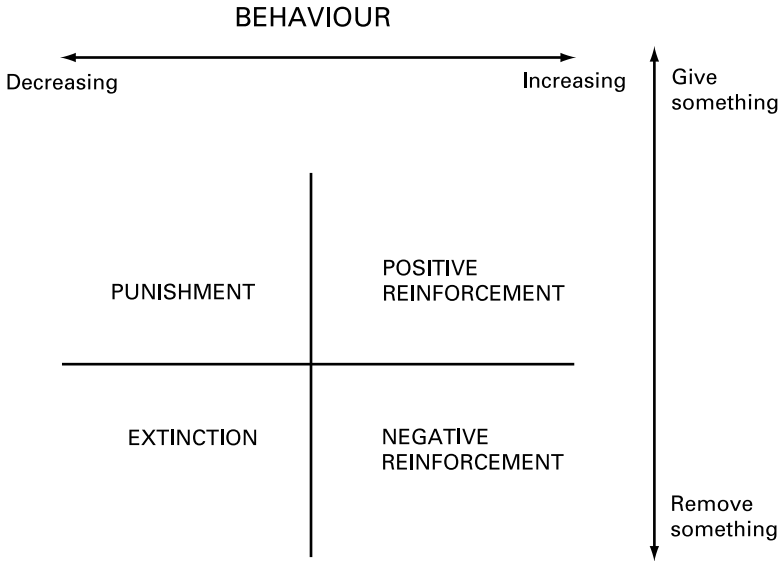 BEHAVIOUR
Decreasing
Increasing
Give
something
PUNISHMENT
POSITIVE
REINFORCEMENT
EXTINCTION
NEGATIVE
REINFORCEMENT
Remove
something